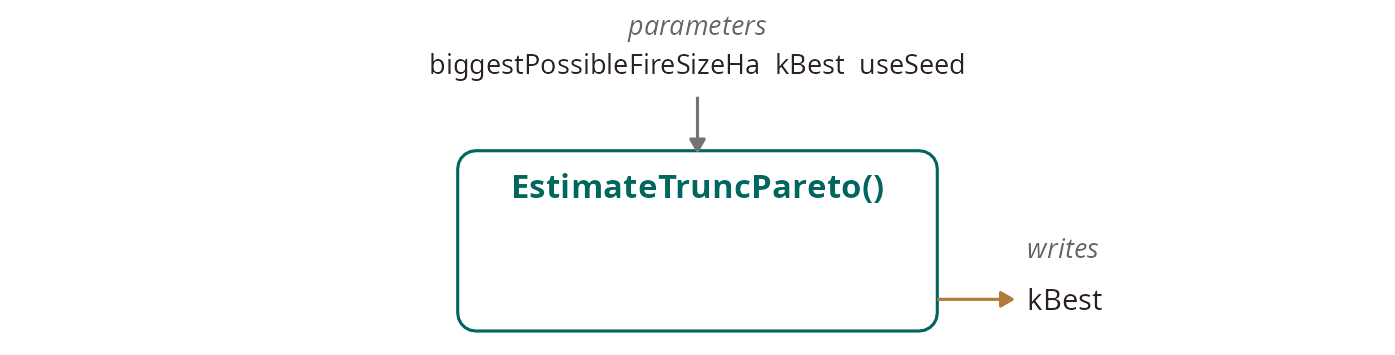 parameters
biggestPossibleFireSizeHa kBest useSeed
EstimateTruncPareto()
writes
kBest